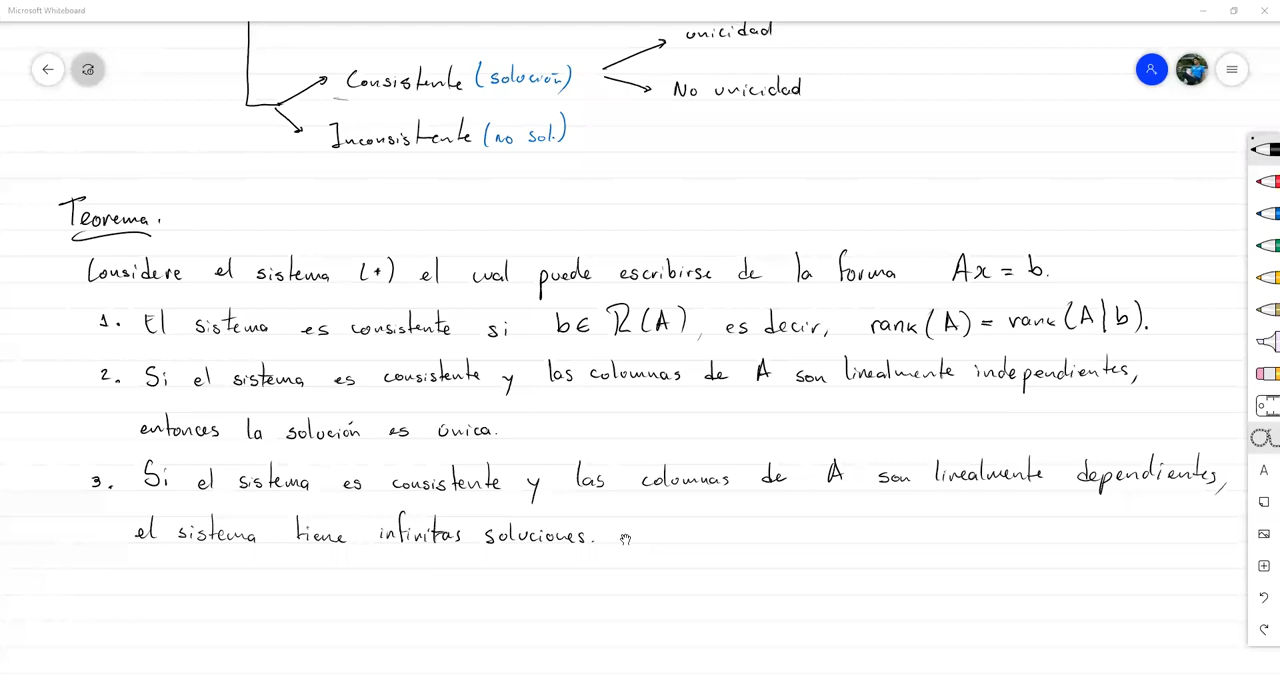 Microsoft Whiteboard
unicidad
Consistente (solución)
No unicidad
Inconsistente (no sol.)
Teorema.
Considere el sistema (*) el cual puede escribirse de la forma Ax = b.
1. El sistema es consistente si b ∈ R(A), es decir, rank(A) = rank(A|b).
2. Si el sistema es consistente y las columnas de A son linealmente independientes,
entonces la solución es única.
3. Si el sistema es consistente y las columnas de A son linealmente dependientes,
el sistema tiene infinitas soluciones.
A